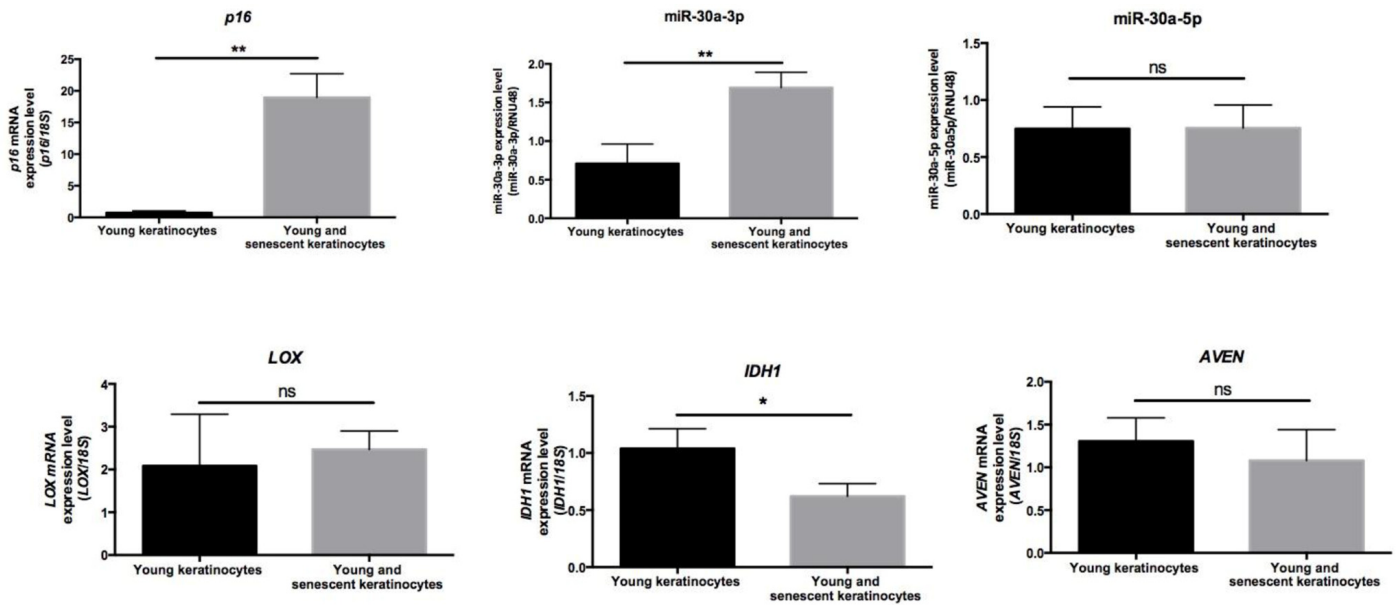 p16
**
25
20
15
10
5
0
p16 mRNA
expression level
(p16/18S)
Young keratinocytes
Young and
senescent keratinocytes
miR-30a-3p
**
2.0
1.5
1.0
0.5
0.0
miR-30a-3p expression level
(miR-30a-3p/RNU48)
Young keratinocytes
Young and
senescent keratinocytes
miR-30a-5p
ns
1.5
1.0
0.5
0.0
miR-30a-5p expression level
(miR-30a5p/RNU48)
Young keratinocytes
Young and
senescent keratinocytes
LOX
ns
4
3
2
1
0
LOX mRNA
expression level
(LOX/18S)
Young keratinocytes
Young and
senescent keratinocytes
IDH1
*
1.5
1.0
0.5
0.0
IDH1 mRNA
expression level
(IDH1/18S)
Young keratinocytes
Young and
senescent keratinocytes
AVEN
ns
2.0
1.5
1.0
0.5
0.0
AVEN mRNA
expression level
(AVEN/18S)
Young keratinocytes
Young and
senescent keratinocytes